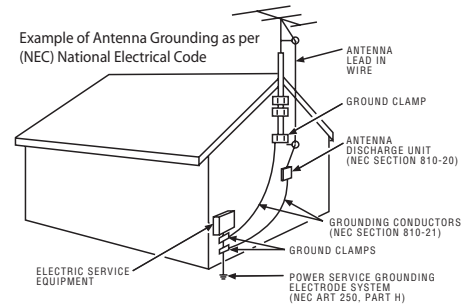 Example of Antenna Grounding as per
(NEC) National Electrical Code
ANTENNA
LEAD IN
WIRE
GROUND CLAMP
ANTENNA
DISCHARGE UNIT
(NEC SECTION 810-20)
GROUNDING CONDUCTORS
(NEC SECTION 810-21)
GROUND CLAMPS
ELECTRIC SERVICE
EQUIPMENT
POWER SERVICE GROUNDING
ELECTRODE SYSTEM
(NEC ART 250, PART H)